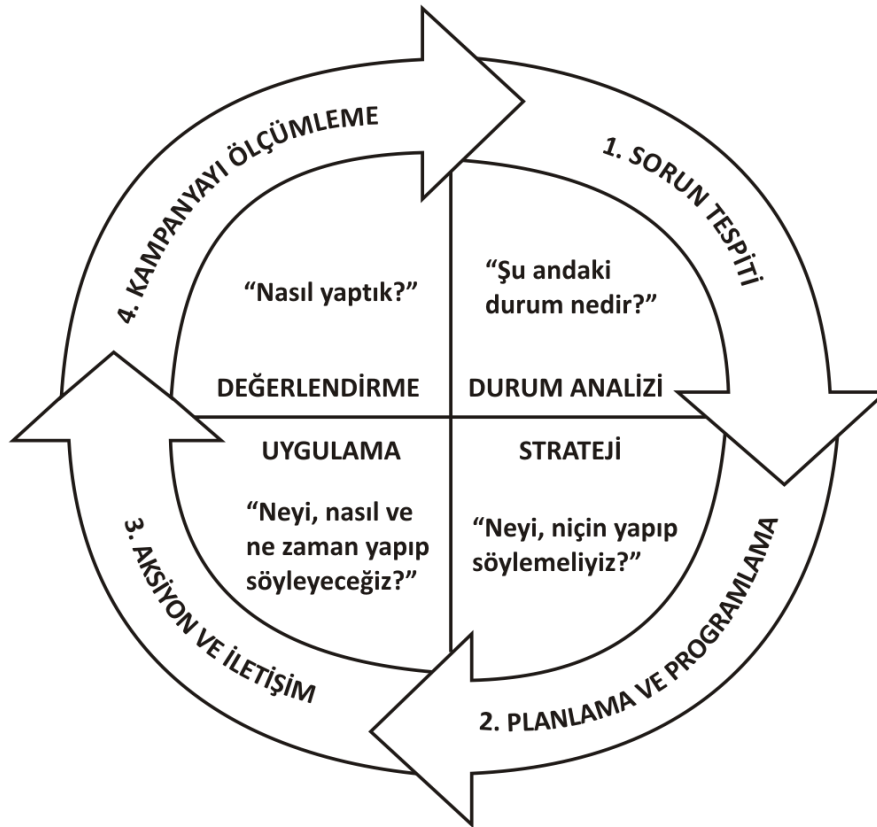 1. SORUN TESPİTİ
“Şu andaki
durum nedir?”
DURUM ANALİZİ
2. PLANLAMA VE PROGRAMLAMA
STRATEJİ
“Neyi, niçin yapıp
söylemeliyiz?”
3. AKSİYON VE İLETİŞİM
UYGULAMA
“Neyi, nasıl ve
ne zaman yapıp
söyleyeceğiz?”
4. KAMPANYAYI ÖLÇÜMLEME
“Nasıl yaptık?”
DEĞERLENDİRME